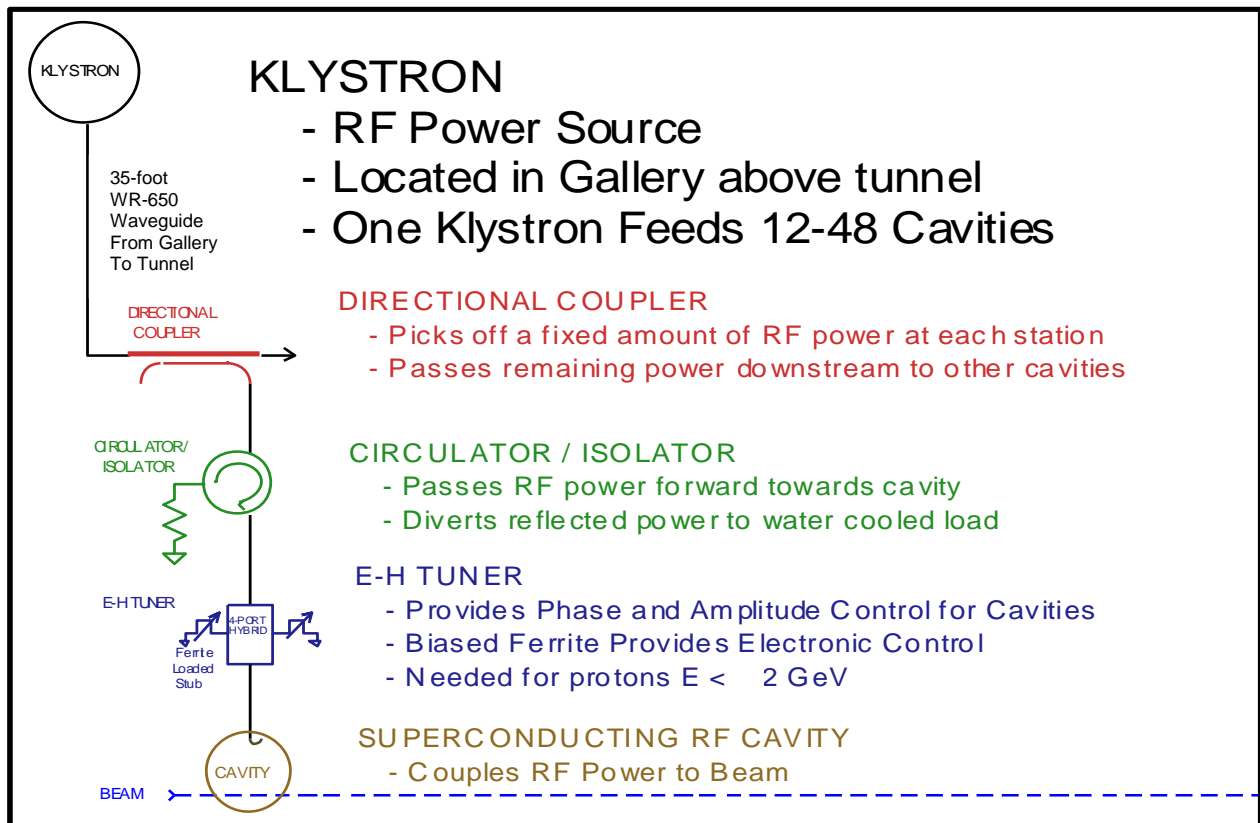 KLYSTRON
KLYSTRON
- RF Power Source
- Located in Gallery above tunnel
- One Klystron Feeds 12-48 Cavities
35-foot
WR-650
Waveguide
From Gallery
To Tunnel
DIRECTIONAL
COUPLER
DIRECTIONAL COUPLER
- Picks off a fixed amount of RF power at each station
- Passes remaining power downstream to other cavities
CIRCULATOR/
ISOLATOR
CIRCULATOR / ISOLATOR
- Passes RF power forward towards cavity
- Diverts reflected power to water cooled load
E-H TUNER
4-PORT
HYBRID
Ferrite
Loaded
Stub
E-H TUNER
- Provides Phase and Amplitude Control for Cavities
- Biased Ferrite Provides Electronic Control
- Needed for protons E < 2 GeV
CAVITY
SUPERCONDUCTING RF CAVITY
- Couples RF Power to Beam
BEAM